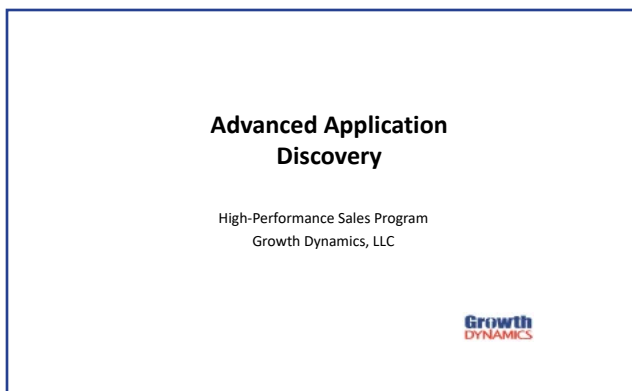 Advanced Application
Discovery
High-Performance Sales Program
Growth Dynamics, LLC
Growth
DYNAMICS